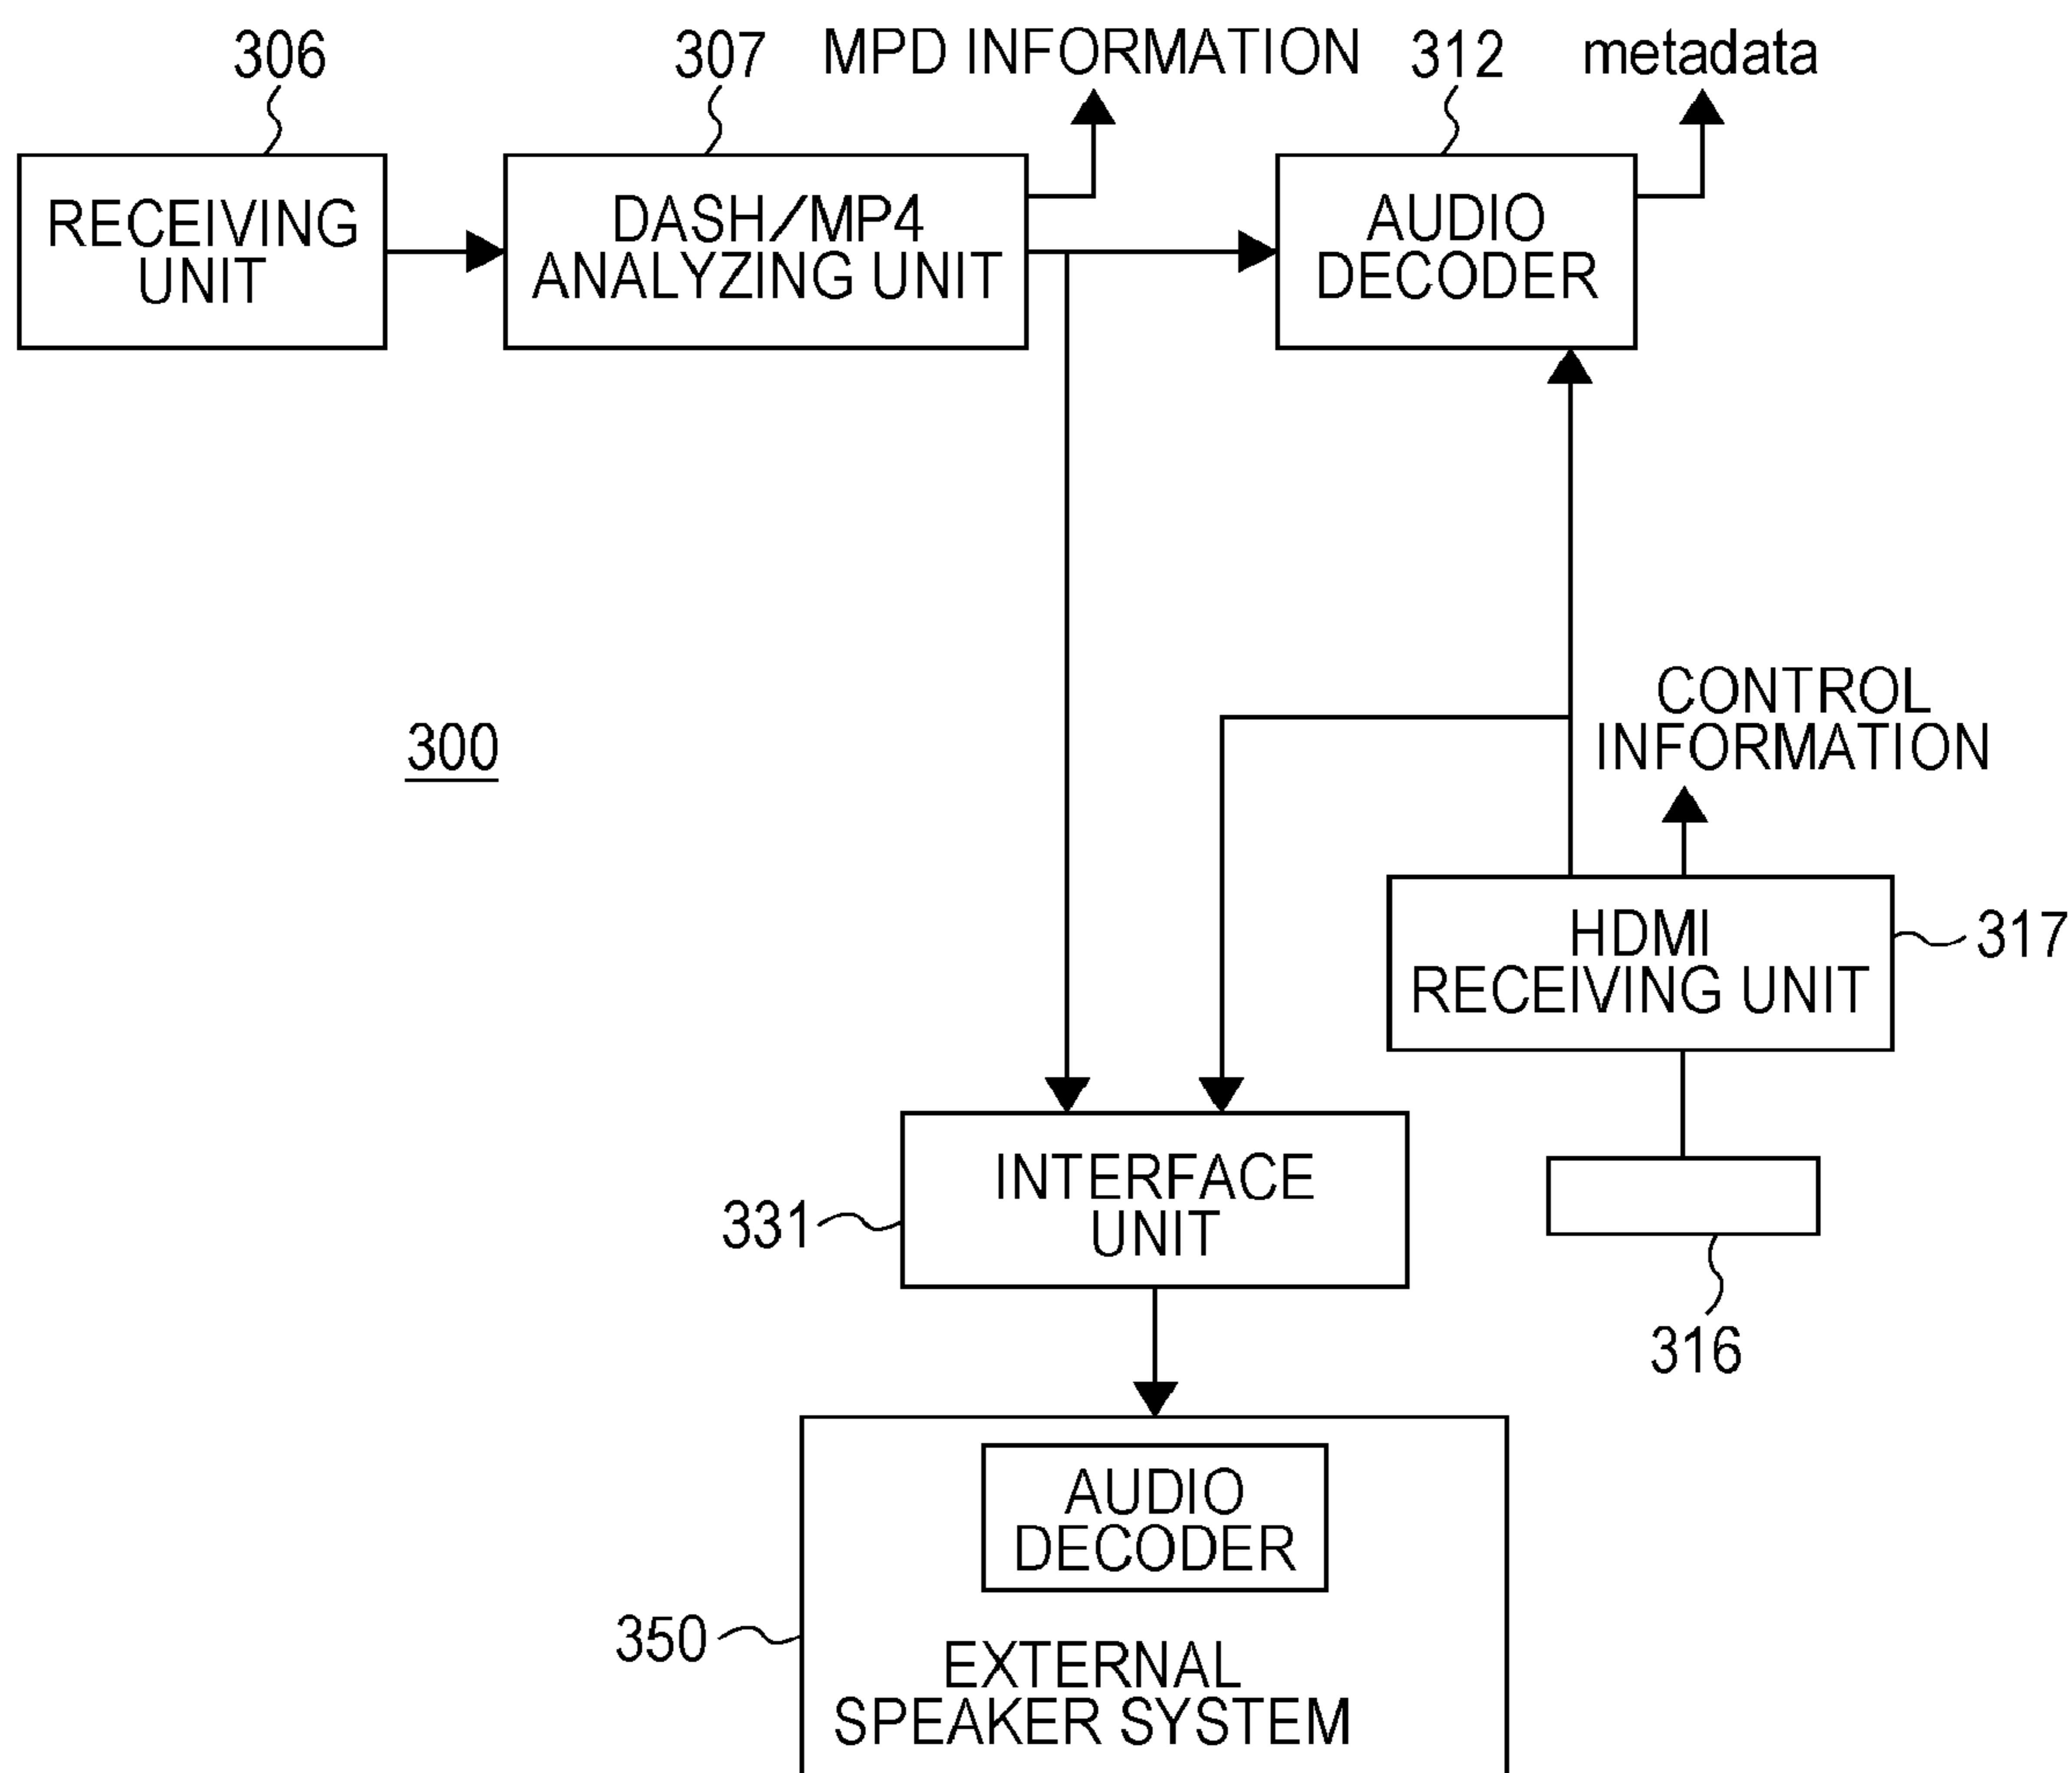 306
307
MPD INFORMATION
312
metadata
RECEIVING
UNIT
DASH/MP4
ANALYZING UNIT
AUDIO
DECODER
300
CONTROL
INFORMATION
HDMI
RECEIVING UNIT
317
INTERFACE
UNIT
331
316
AUDIO
DECODER
350
EXTERNAL
SPEAKER SYSTEM